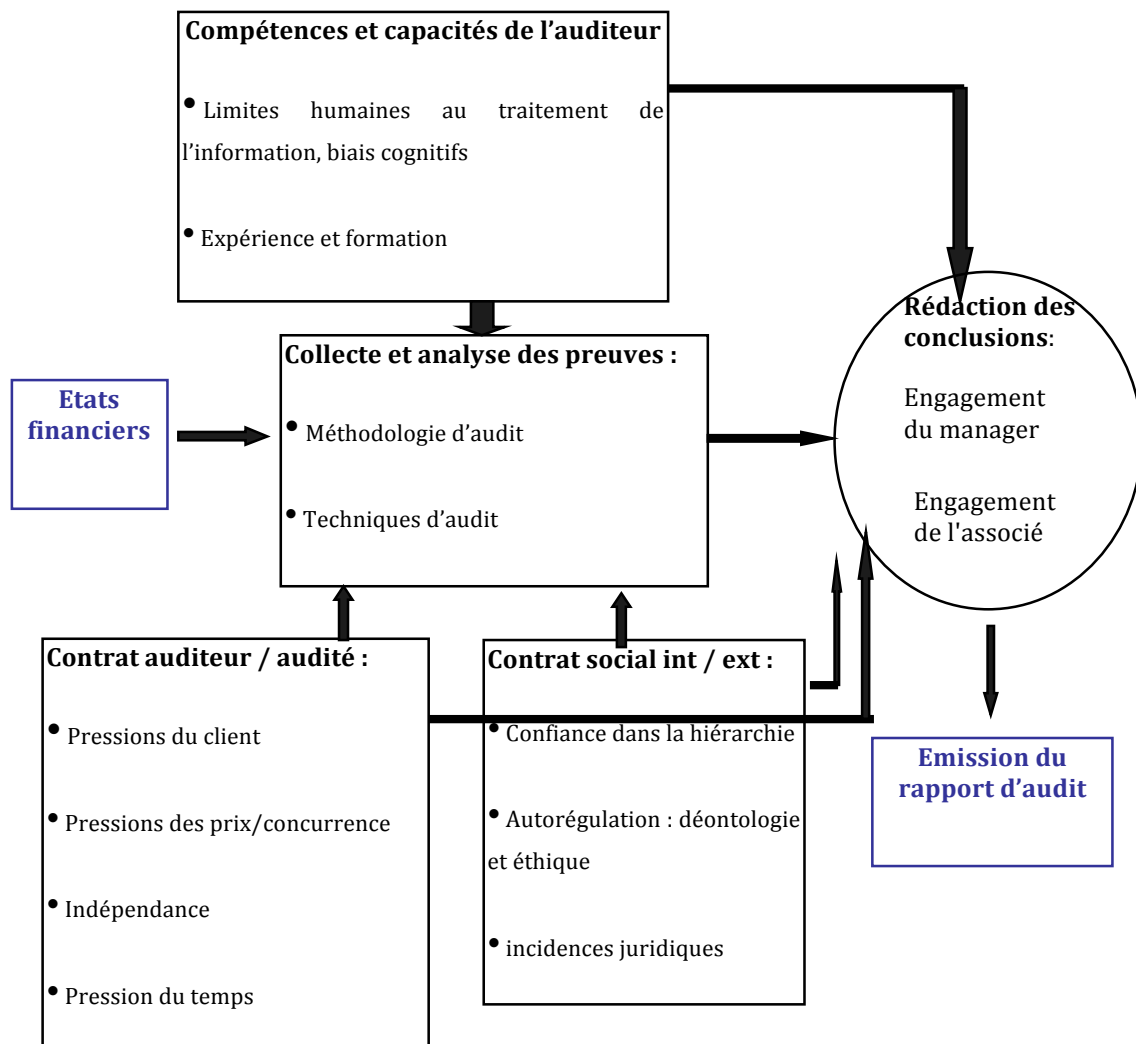 Compétences et capacités de l’auditeur
• Limites humaines au traitement de
l’information, biais cognitifs
• Expérience et formation
Rédaction des
conclusions:
Engagement
du manager
Engagement
de l'associé
Collecte et analyse des preuves :
• Méthodologie d’audit
• Techniques d’audit
Etats
financiers
Contrat auditeur / audité :
• Pressions du client
• Pressions des prix/concurrence
• Indépendance
• Pression du temps
Contrat social int / ext :
• Confiance dans la hiérarchie
• Autorégulation : déontologie
et éthique
• incidences juridiques
Emission du
rapport d’audit